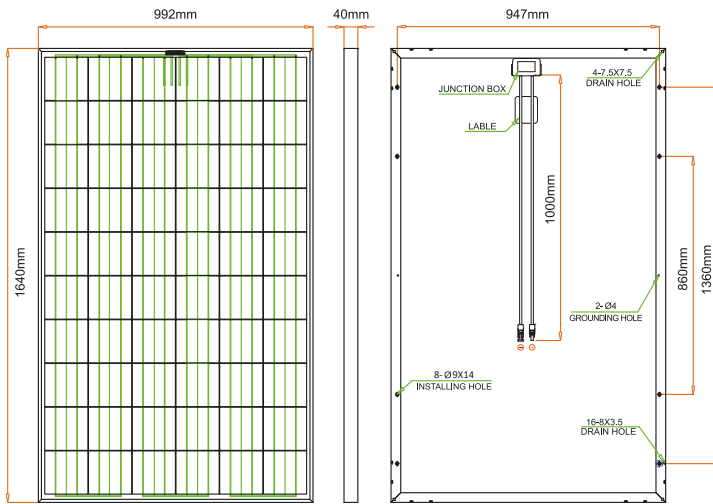 992mm
40mm
947mm
4-7.5X7.5
DRAIN HOLE
JUNCTION BOX
LABLE
1000mm
1640mm
860mm
1360mm
2-Ø4
GROUNDING HOLE
8-Ø9X14
INSTALLING HOLE
16-8X3.5
DRAIN HOLE